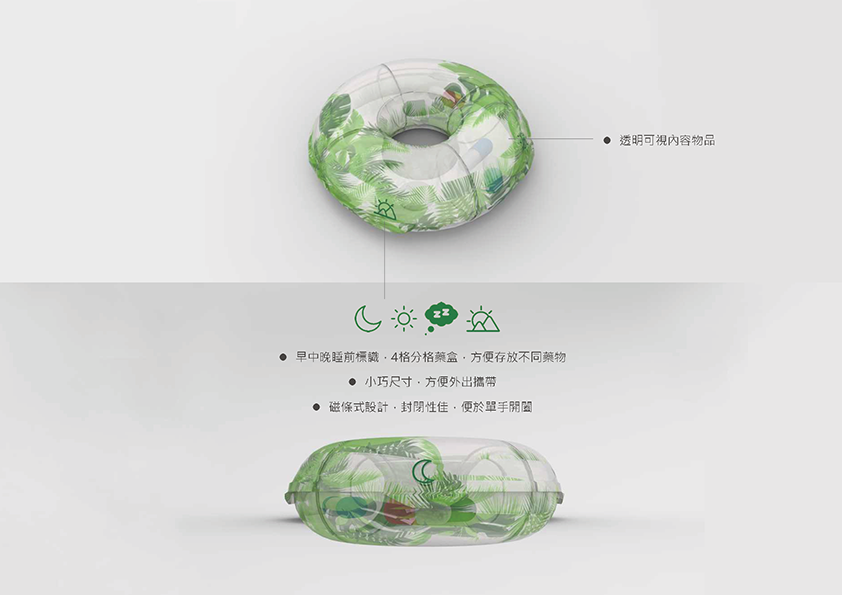 ● 透明可視內容物品
zz
● 早中晚睡前標識，4格分格藥盒，方便存放不同藥物
● 小巧尺寸，方便外出攜帶
● 磁條式設計，封閉性佳，便於單手開闔